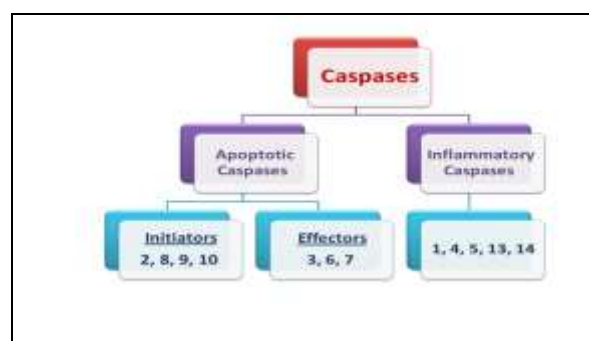 Caspases
Apoptotic
Caspases
Inflammatory
Caspases
Initiators
2, 8, 9, 10
Effectors
3, 6, 7
1, 4, 5, 13, 14